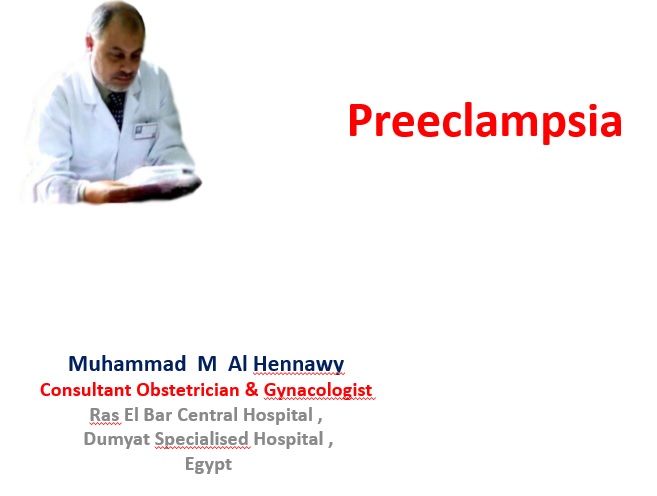 Preeclampsia
Muhammad M Al Hennawy
Consultant Obstetrician & Gynacologist
Ras El Bar Central Hospital ,
Dumyat Specialised Hospital ,
Egypt